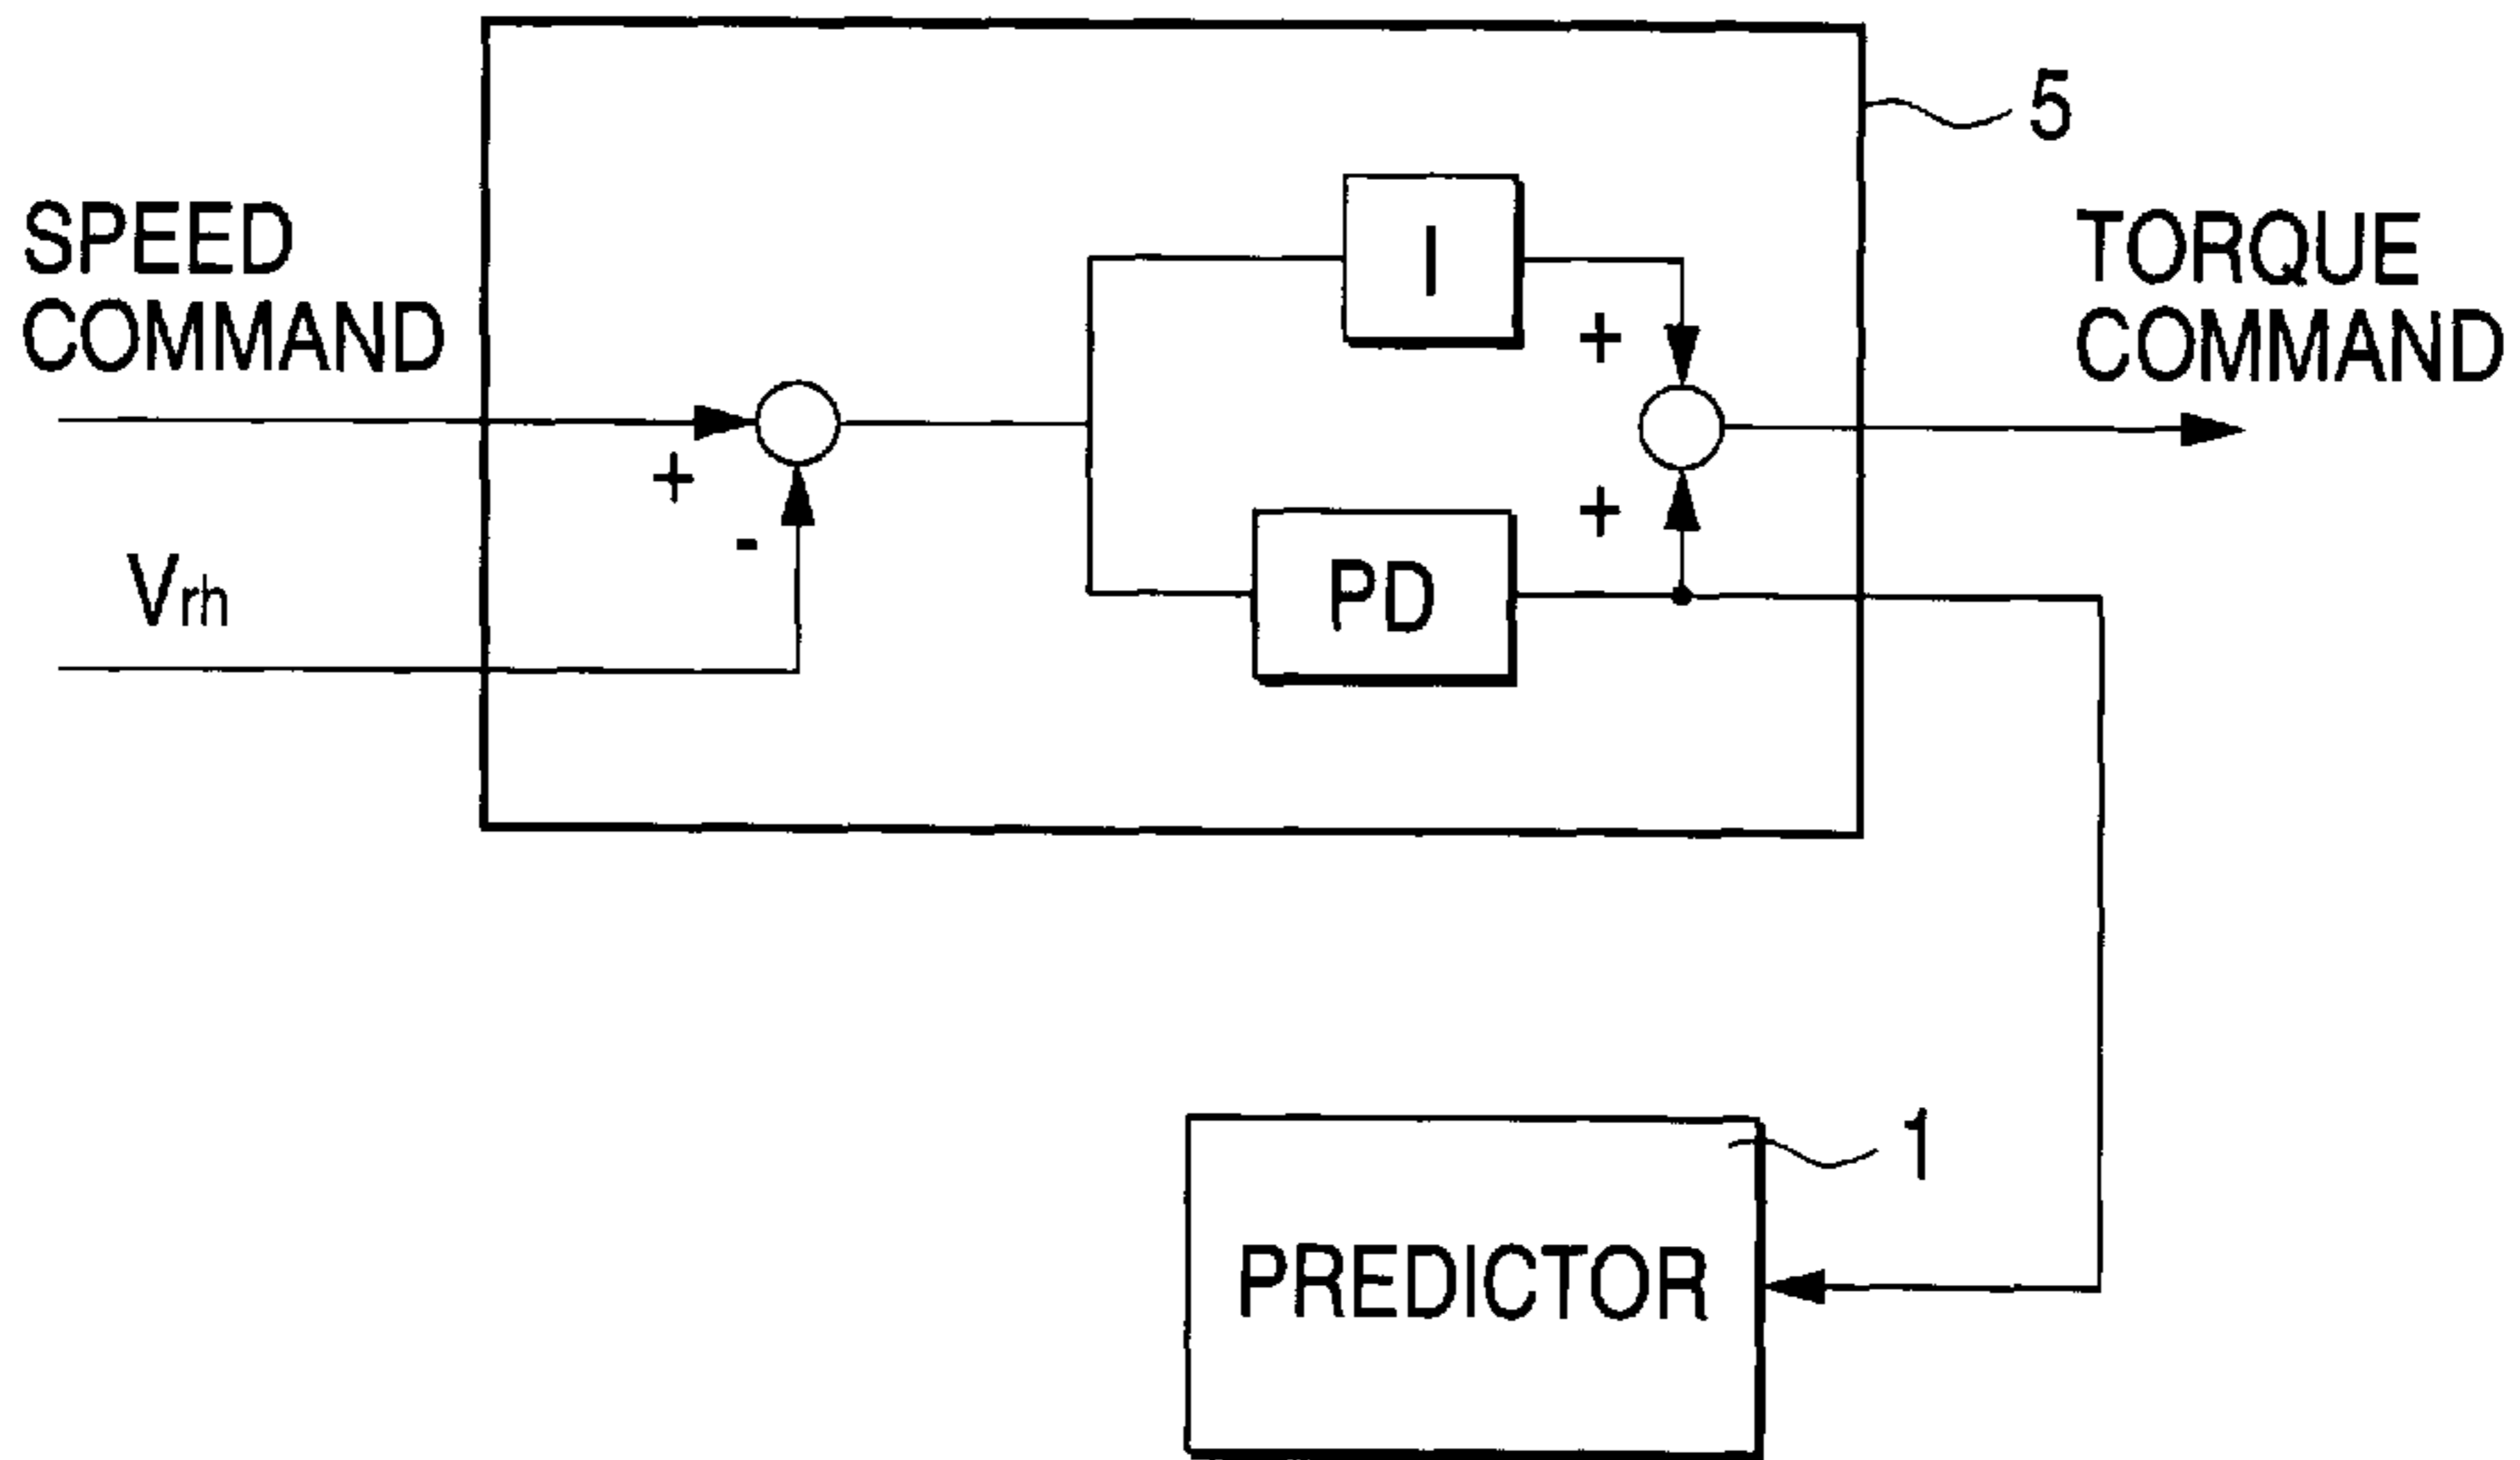 5
SPEED
COMMAND
I
TORQUE
COMMAND
+
+
-
+
Vrh
PD
1
PREDICTOR